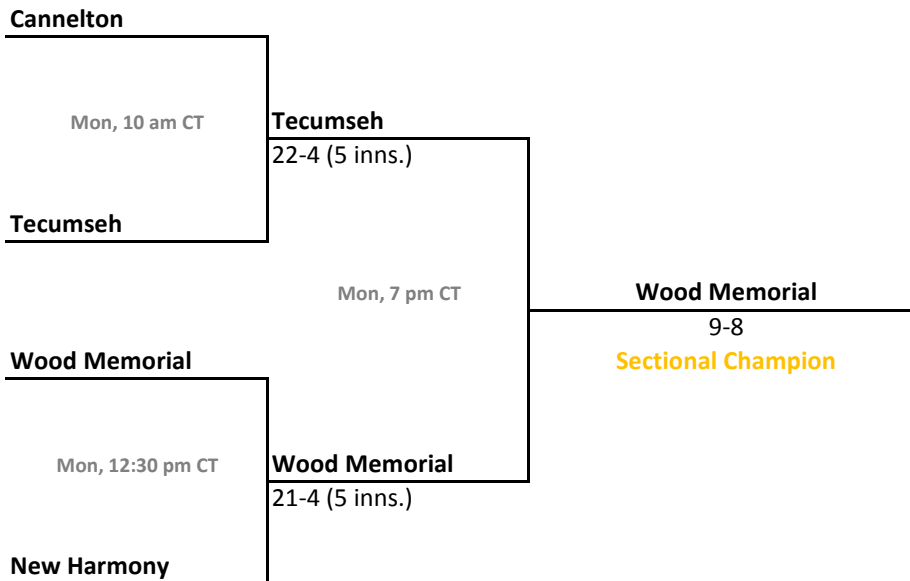 Cannelton
Mon, 10 am CT
Tecumseh
22-4 (5 inns.)
Tecumseh
Mon, 7 pm CT
Wood Memorial
9-8
Sectional Champion
Wood Memorial
Mon, 12:30 pm CT
Wood Memorial
21-4 (5 inns.)
New Harmony